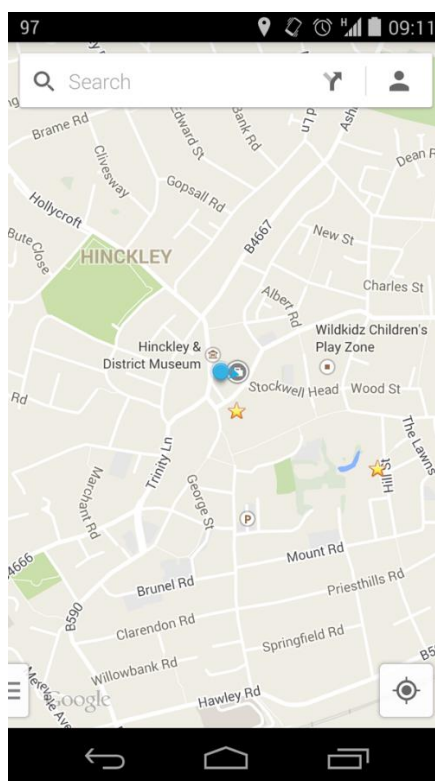 97
H
09:11
Search
Brame Rd
Edward St
Bank Rd
Dean R
Clivesway
Gopsall Rd
Hollycroft
B4667
New St
Bute Close
HINCKLEY
Charles St
Albert Rd
Hinckley &
District Museum
Wildkidz Children's
Play Zone
Rd
Stockwell Head
Wood St
The Lawns
Trinity Ln
Hill St
Marchant Rd
George St
P
Mount Rd
4666
Brunel Rd
Priesthills Rd
B590
Clarendon Rd
Springfield Rd
B5
Willowbank Rd
Google
Hawley Rd